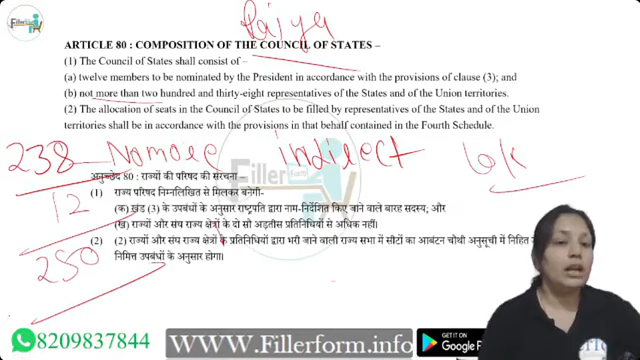 Fillerform
Rajya
ARTICLE 80 : COMPOSITION OF THE COUNCIL OF STATES –
(1) The Council of States shall consist of –
(a) twelve members to be nominated by the President in accordance with the provisions of clause (3); and
(b) not more than two hundred and thirty-eight representatives of the States and of the Union territories.
(2) The allocation of seats in the Council of States to be filled by representatives of the States and of the Union
territories shall be in accordance with the provisions in that behalf contained in the Fourth Schedule.
238 No more indirect
Fillerform
अनुच्छेद 80 : राज्यों की परिषद की संरचना
(1) राज्य परिषद निम्नलिखित से मिलकर बनेगी-
12
(क) खंड (3) के उपबंधों के अनुसार राष्ट्रपति द्वारा नाम-निर्देशित किए जाने वाले बारह सदस्य; और
(ख) राज्यों और संघ राज्य क्षेत्रों के दो सौ अड़तीस प्रतिनिधियों से अधिक नहीं।
250
(2) (2) राज्यों और संघ राज्य क्षेत्रों के प्रतिनिधियों द्वारा भरी जाने वाली राज्य सभा में सीटों का आबंटन चौथी अनुसूची में निहित
निमित्त उपबंधों के अनुसार होगा।
8209837844 www.Fillerform.info GET IT ON Google